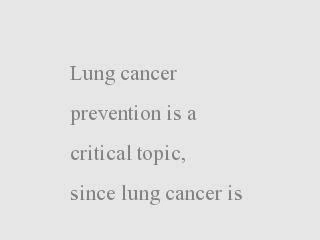 Lung cancer
prevention is a
critical topic,
since lung cancer is